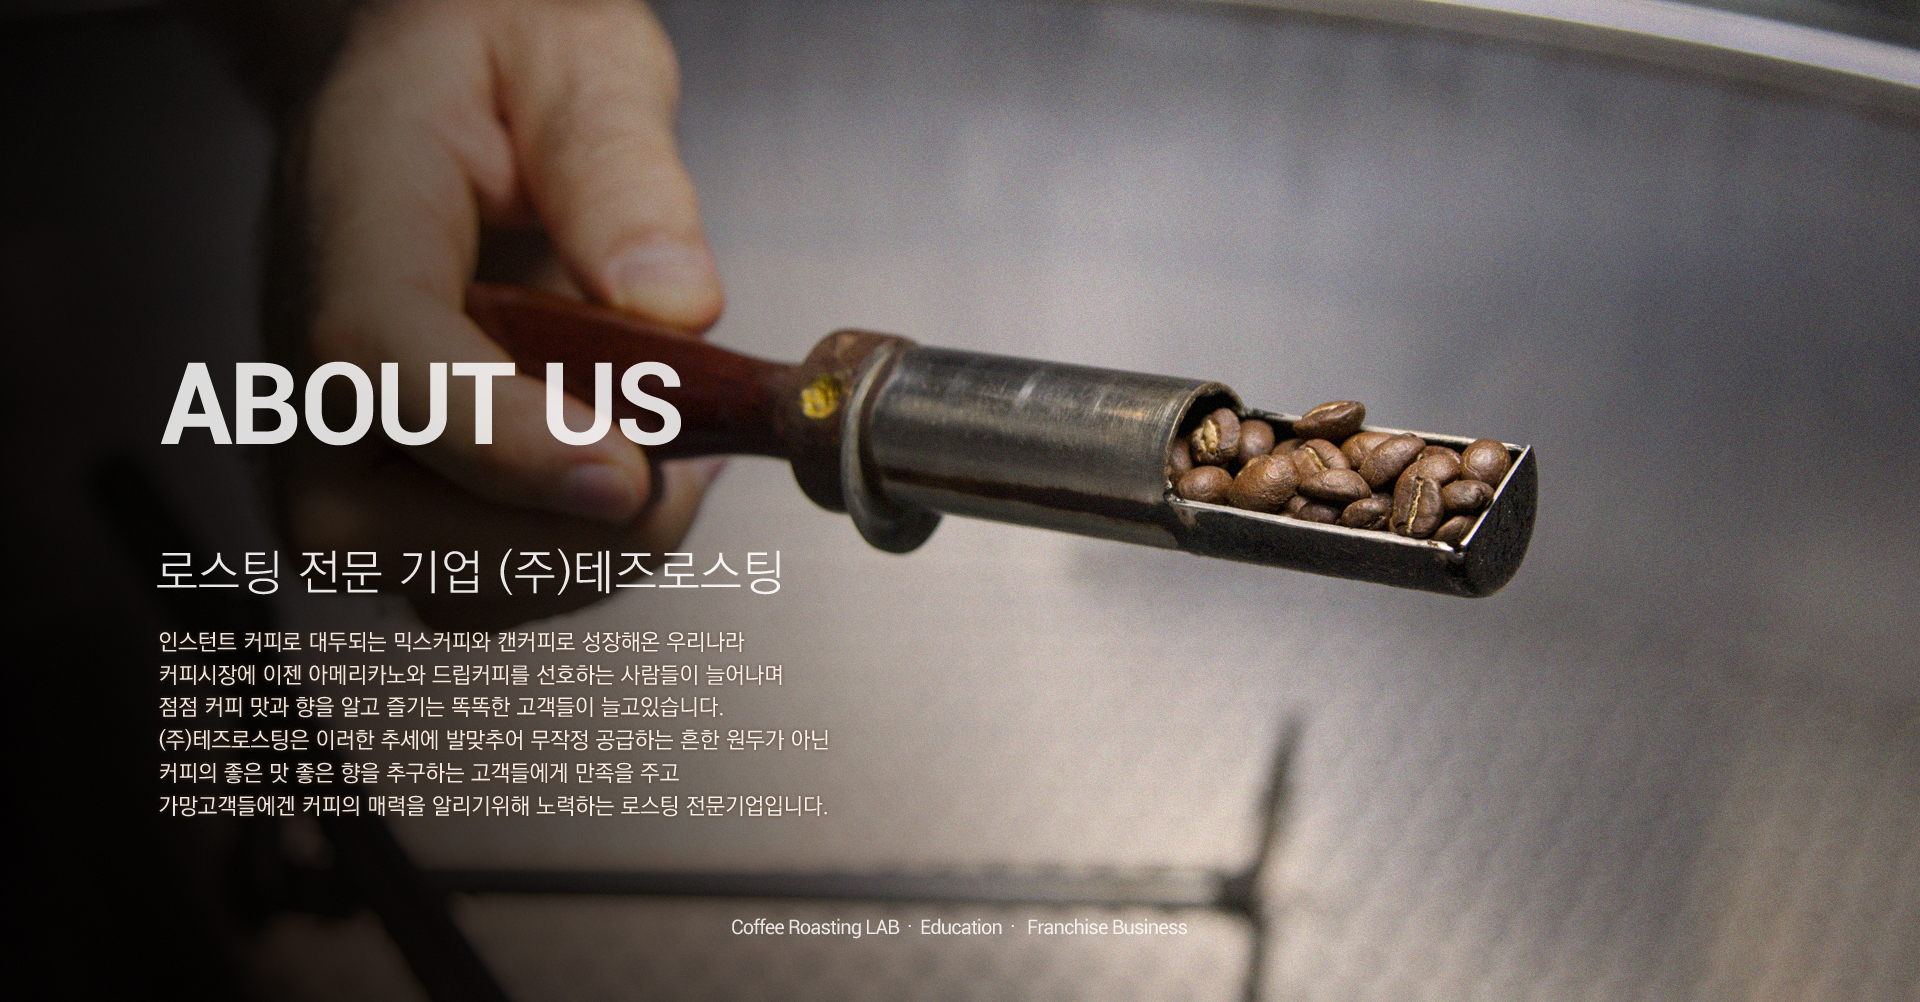 ABOUT US
로스팅 전문 기업 (주)테즈로스팅
인스턴트 커피로 대두되는 믹스커피와 캔커피로 성장해온 우리나라
커피시장에 이젠 아메리카노와 드립커피를 선호하는 사람들이 늘어나며
점점 커피 맛과 향을 알고 즐기는 똑똑한 고객들이 늘고있습니다.
(주)테즈로스팅은 이러한 추세에 발맞추어 무작정 공급하는 흔한 원두가 아닌
커피의 좋은 맛 좋은 향을 추구하는 고객들에게 만족을 주고
가망고객들에겐 커피의 매력을 알리기위해 노력하는 로스팅 전문기업입니다.
Coffee Roasting LAB · Education · Franchise Business